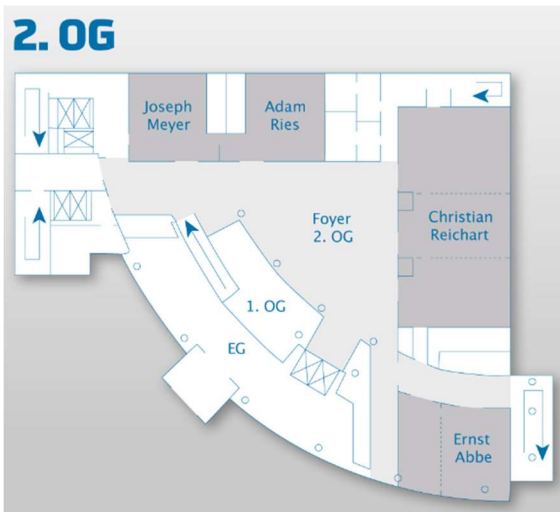 2. OG
Joseph
Meyer
Adam
Ries
Foyer
2. OG
Christian
Reichart
1. OG
EG
Ernst
Abbe